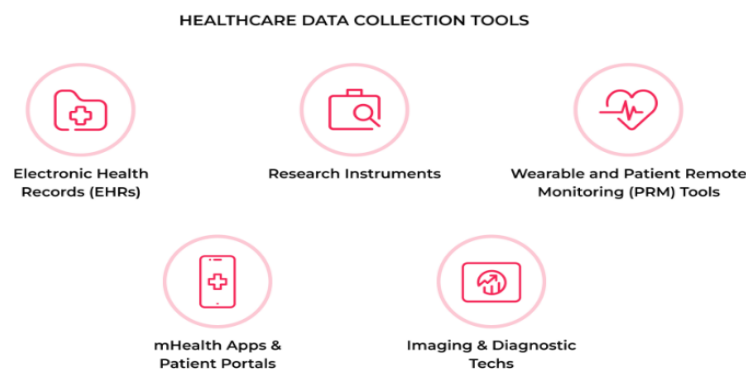 HEALTHCARE DATA COLLECTION TOOLS
Electronic Health
Records (EHRs)
Research Instruments
Wearable and Patient Remote
Monitoring (PRM) Tools
mHealth Apps &
Patient Portals
Imaging & Diagnostic
Techs